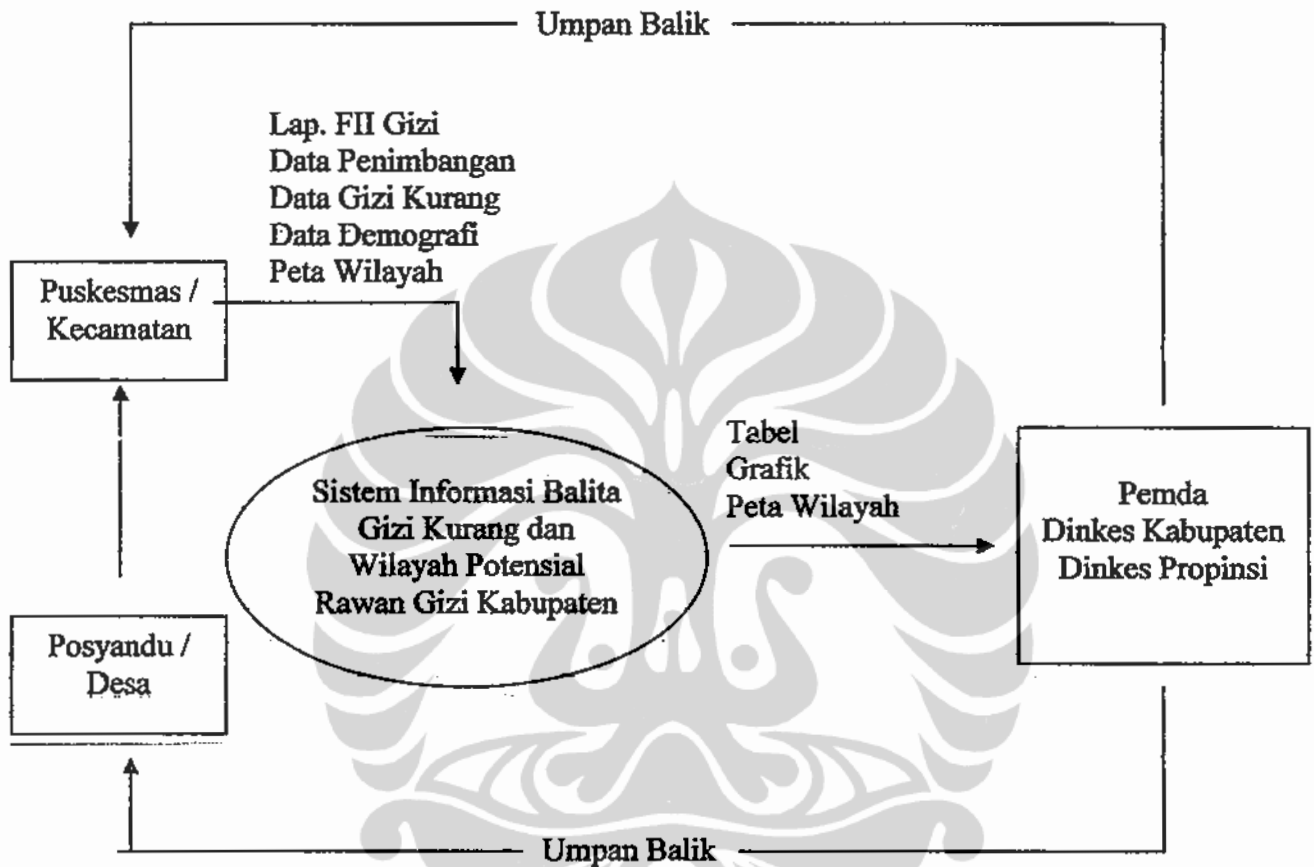 Umpan Balik
Lap. FII Gizi
Data Penimbangan
Data Gizi Kurang
Data Demografi
Peta Wilayah
Puskesmas /
Kecamatan
Sistem Informasi Balita
Gizi Kurang dan
Wilayah Potensial
Rawan Gizi Kabupaten
Tabel
Grafik
Peta Wilayah
Pemda
Dinkes Kabupaten
Dinkes Propinsi
Posyandu /
Desa
Umpan Balik